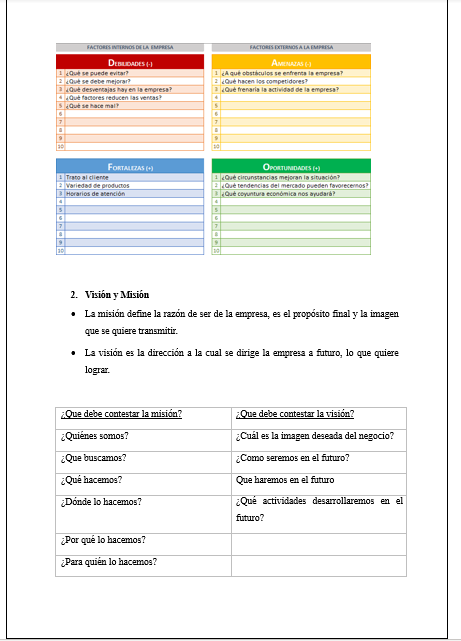 FACTORES INTERNOS DE LA EMPRESA
FACTORES EXTERNOS A LA EMPRESA
DEBILIDADES (-)
1 ¿Qué se puede evitar?
2 ¿Qué se debe mejorar?
3 ¿Qué desventajas hay en la empresa?
4 ¿Qué factores reducen las ventas?
5 ¿Qué se hace mal?
6
7
8
9
10
AMENAZAS (-)
1 ¿A qué obstáculos se enfrenta la empresa?
2 ¿Qué hacen los competidores?
3 ¿Qué frenaría la actividad de la empresa?
4
5
6
7
8
9
10
FORTALEZAS (+)
1 Trato al cliente
2 Variedad de productos
3 Horarios de atención
4
5
6
7
8
9
10
OPORTUNIDADES (+)
1 ¿Qué circunstancias mejoran la situación?
2 ¿Qué tendencias del mercado pueden favorecernos?
3 ¿Qué coyuntura económica nos ayudará?
4
5
6
7
8
9
10
2. Visión y Misión
• La misión define la razón de ser de la empresa, es el propósito final y la imagen
que se quiere transmitir.
• La visión es la dirección a la cual se dirige la empresa a futuro, lo que quiere
lograr.
¿Que debe contestar la misión? ¿Que debe contestar la visión?
¿Quiénes somos? ¿Cuál es la imagen deseada del negocio?
¿Que buscamos? ¿Como seremos en el futuro?
¿Qué hacemos? Que haremos en el futuro
¿Dónde lo hacemos? ¿Qué actividades desarrollaremos en el
futuro?
¿Por qué lo hacemos?
¿Para quién lo hacemos?